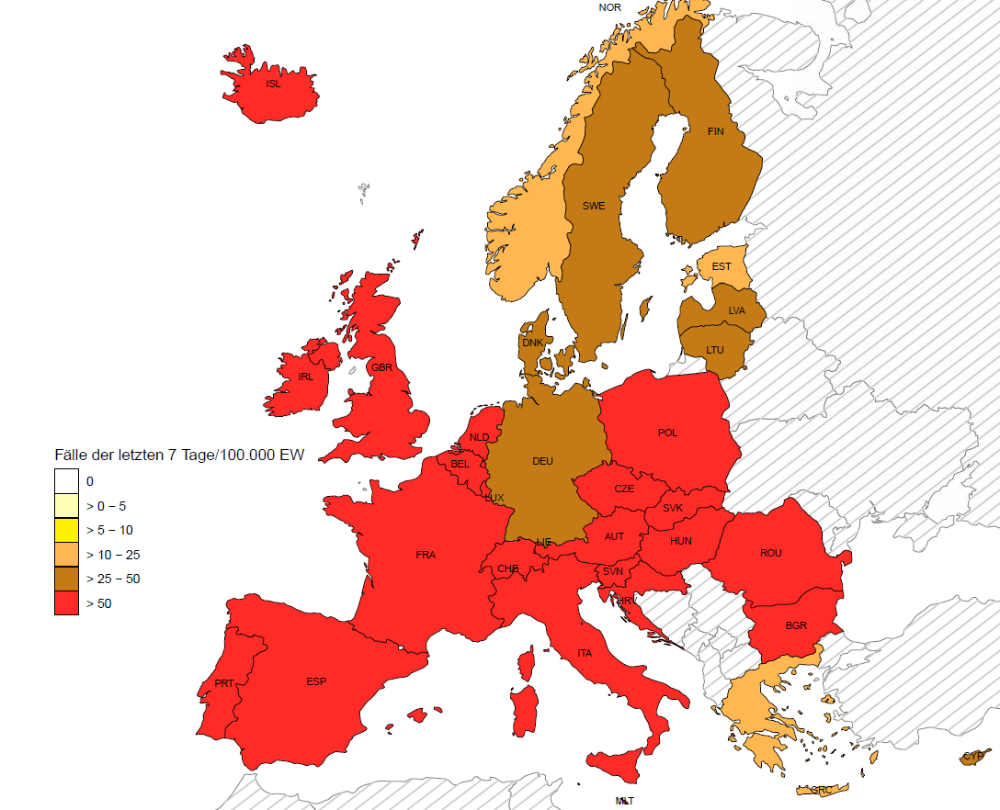 NOR
ISL
FIN
SWE
EST
LVA
DNK
LTU
GBR
IRL
POL
NLD
Fälle der letzten 7 Tage/100.000 EW
DEU
BEL
0
CZE
LUX
> 0 – 5
SVK
> 5 – 10
AUT
LIE
HUN
> 10 – 25
FRA
ROU
CHE
SVN
> 25 – 50
HRV
> 50
BGR
ITA
PRT
ESP
CYP
GRC
MLT